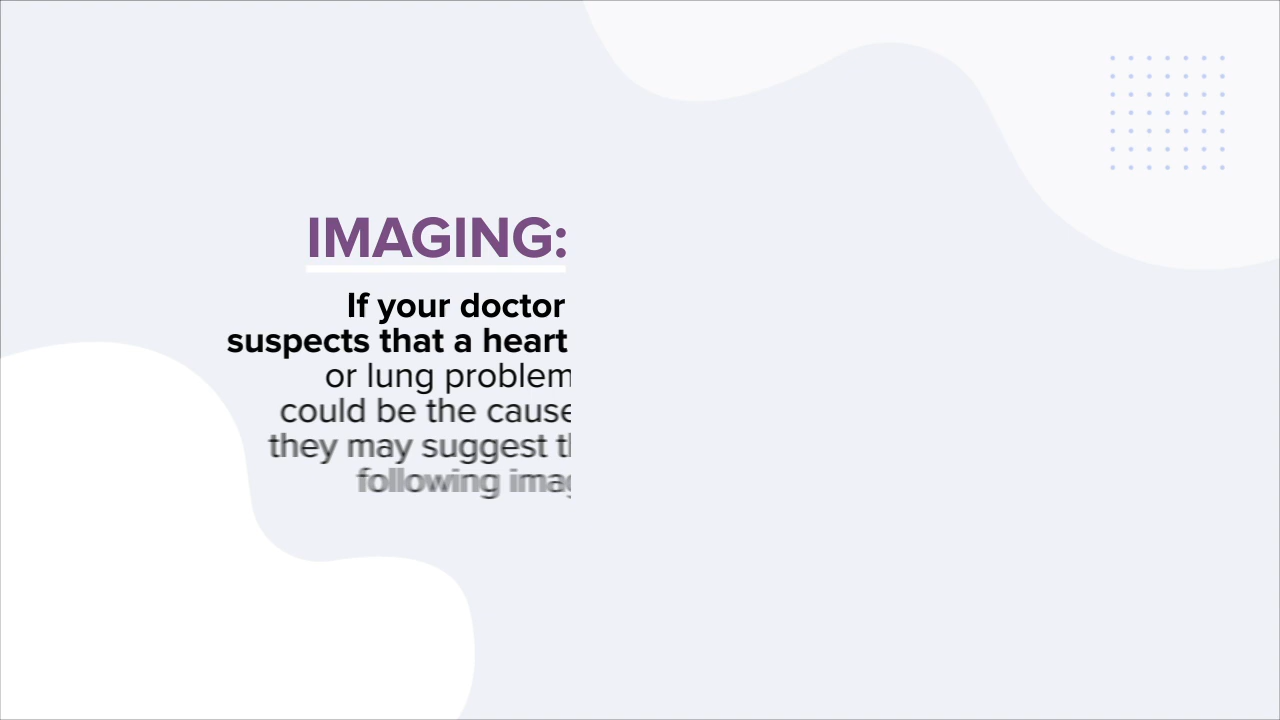 IMAGING:
If your doctor
suspects that a heart
or lung problem
could be the cause
they may suggest
following